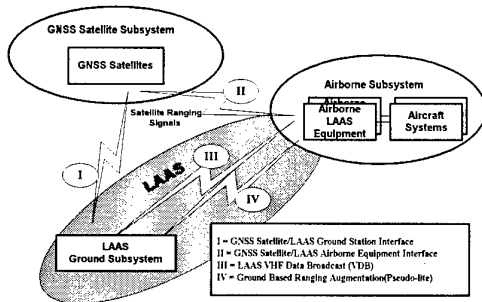 GNSS Satellite Subsystem
GNSS Satellites
II
Airborne Subsystem
Airborne
Airborne
LAAS
Equipment
Aircraft
Systems
Satellite Ranging
Signals
I
LAAS
III
IV
LAAS
Ground Subsystem
I = GNSS Satellite/LAAS Ground Station Interface
II = GNSS Satellite/LAAS Airborne Equipment Interface
III = LAAS VHF Data Broadcast (VDB)
IV = Ground Based Ranging Augmentation(Pseudo-lite)